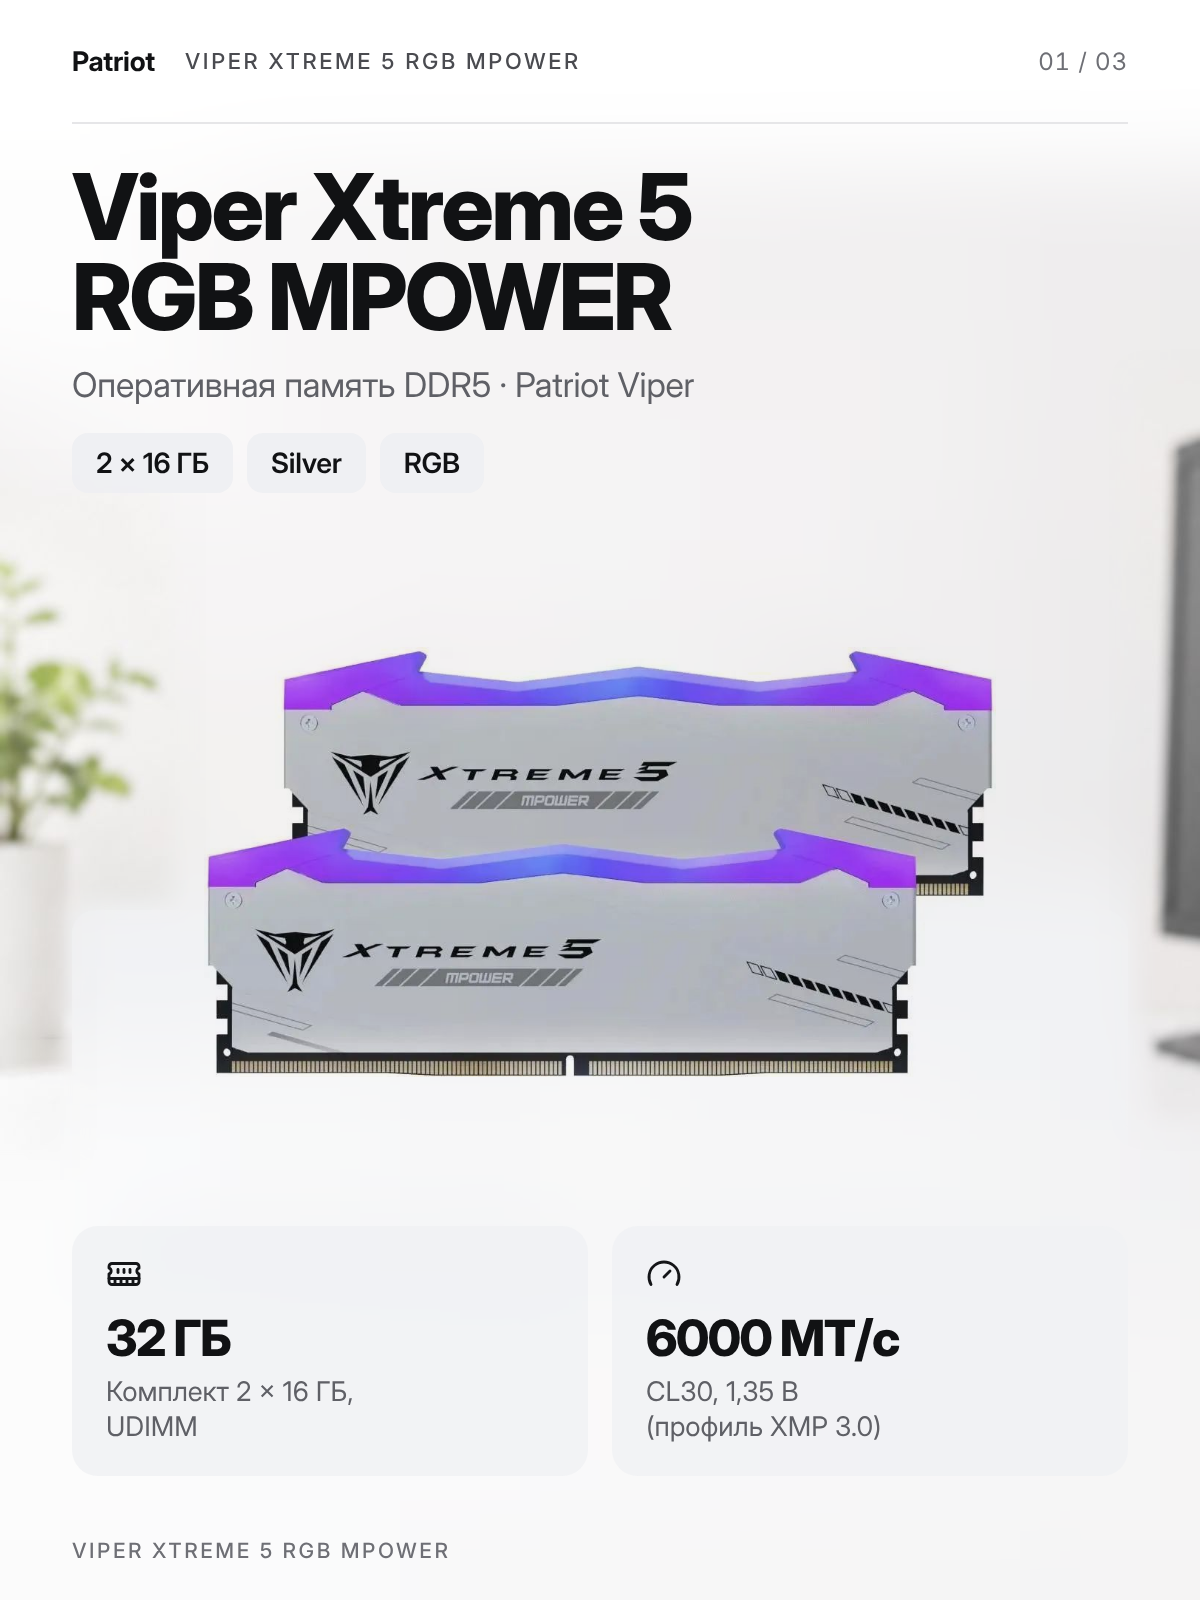 Patriot VIPER XTREME 5 RGB MPOWER 01 / 03
Viper Xtreme 5
RGB MPOWER
Оперативная память DDR5 · Patriot Viper
2 × 16 ГБ Silver RGB
XTREME 5
MPOWER
XTREME 5
MPOWER
32 ГБ
Комплект 2 × 16 ГБ,
UDIMM
6000 МТ/с
CL30, 1,35 В
(профиль XMP 3.0)
VIPER XTREME 5 RGB MPOWER